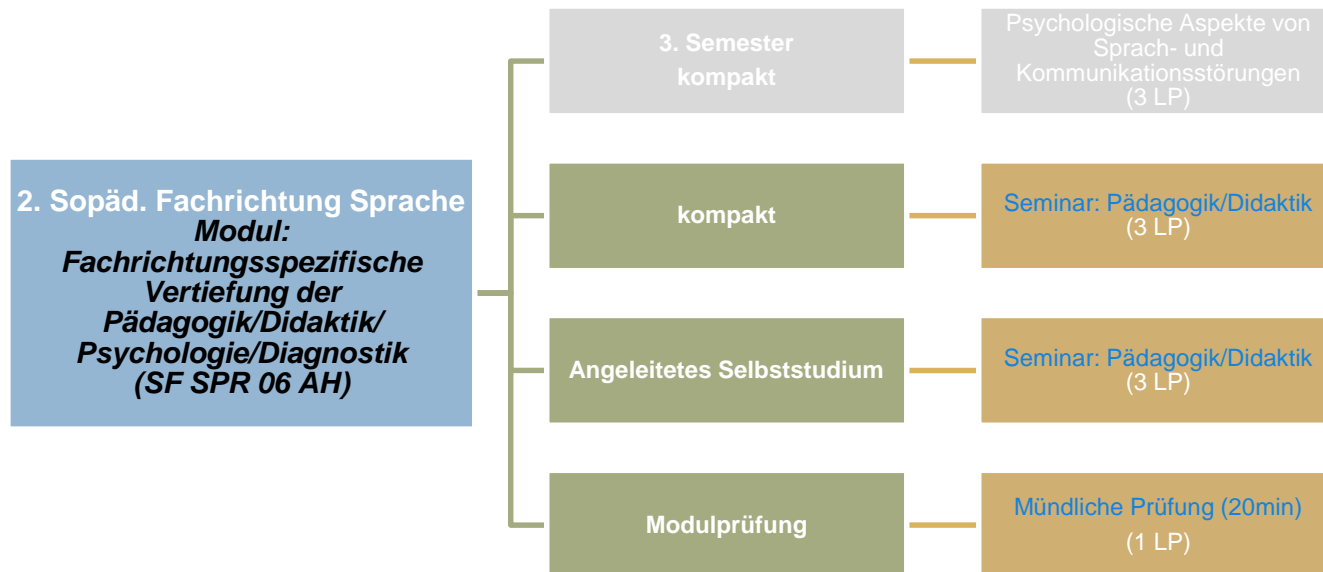 2. Sopäd. Fachrichtung Sprache
Modul:
Fachrichtungsspezifische
Vertiefung der
Pädagogik/Didaktik/
Psychologie/Diagnostik
(SF SPR 06 AH)
3. Semester
kompakt
Psychologische Aspekte von
Sprach- und
Kommunikationsstörungen
(3 LP)
kompakt
Seminar: Pädagogik/Didaktik
(3 LP)
Angeleitetes Selbststudium
Seminar: Pädagogik/Didaktik
(3 LP)
Modulprüfung
Mündliche Prüfung (20min)
(1 LP)